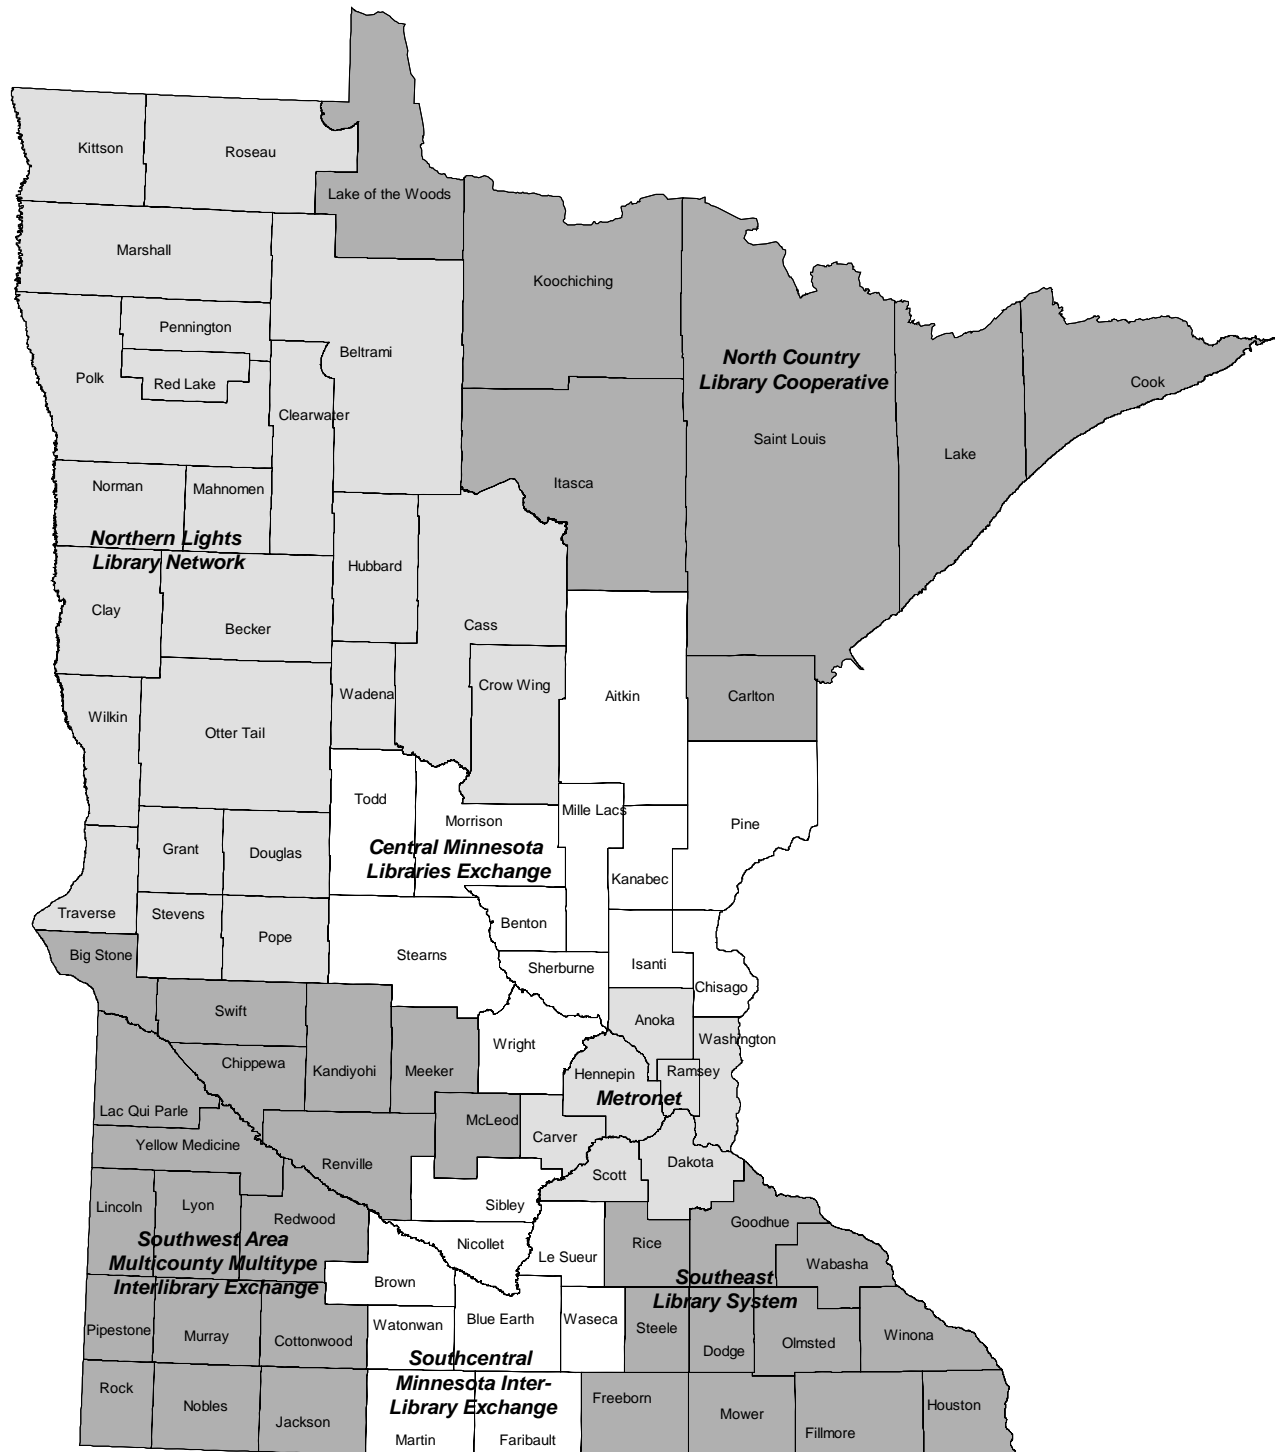 Kittson
Roseau
Lake of the Woods
Marshall
Koochiching
Pennington
Beltrami
North Country
Library Cooperative
Polk
Red Lake
Cook
Clearwater
Saint Louis
Lake
Itasca
Norman
Mahnomen
Northern Lights
Library Network
Hubbard
Clay
Becker
Cass
Crow Wing
Wadena
Aitkin
Carlton
Wilkin
Otter Tail
Todd
Mille Lacs
Morrison
Pine
Central Minnesota
Libraries Exchange
Grant
Douglas
Kanabec
Traverse
Stevens
Benton
Pope
Big Stone
Stearns
Sherburne
Isanti
Chisago
Swift
Anoka
Washington
Wright
Chippewa
Kandiyohi
Meeker
Hennepin
Ramsey
Metronet
Lac Qui Parle
McLeod
Carver
Yellow Medicine
Renville
Dakota
Scott
Lincoln
Lyon
Sibley
Redwood
Goodhue
Southwest Area
Multicounty Multitype
Interlibrary Exchange
Nicollet
Le Sueur
Rice
Wabasha
Southeast
Library System
Brown
Pipestone
Murray
Cottonwood
Watonwan
Blue Earth
Waseca
Steele
Dodge
Olmsted
Winona
Southcentral
Minnesota Inter-
Library Exchange
Rock
Nobles
Jackson
Martin
Faribault
Freeborn
Mower
Fillmore
Houston